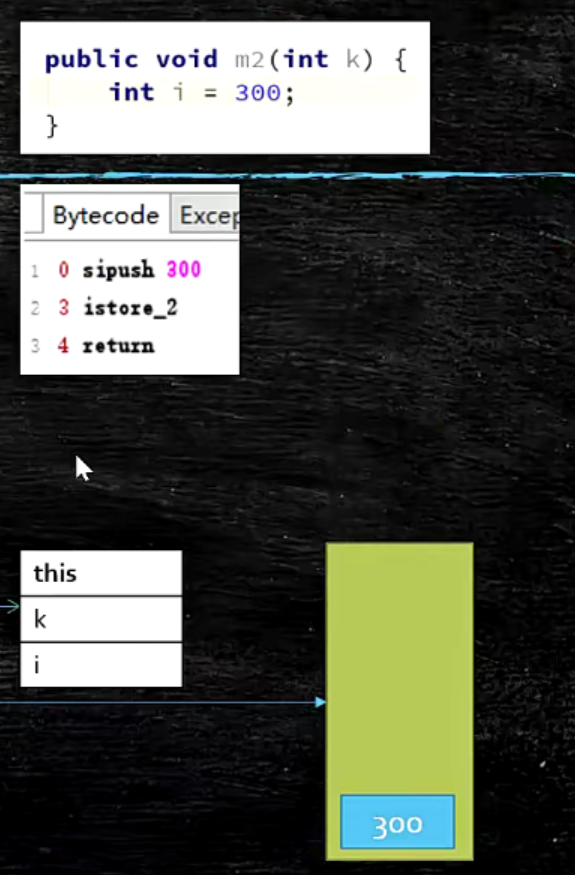 public void m2(int k) {
int i = 300;
}
Bytecode
1 0 sipush 300
2 3 istore_2
3 4 return
this
k
i
300